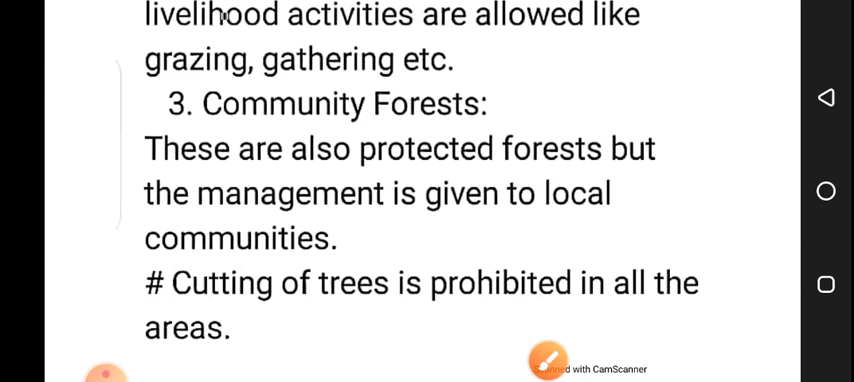 livelihood activities are allowed like
grazing, gathering etc.
3. Community Forests:
These are also protected forests but
the management is given to local
communities.
# Cutting of trees is prohibited in all the
areas.
with CamScanner